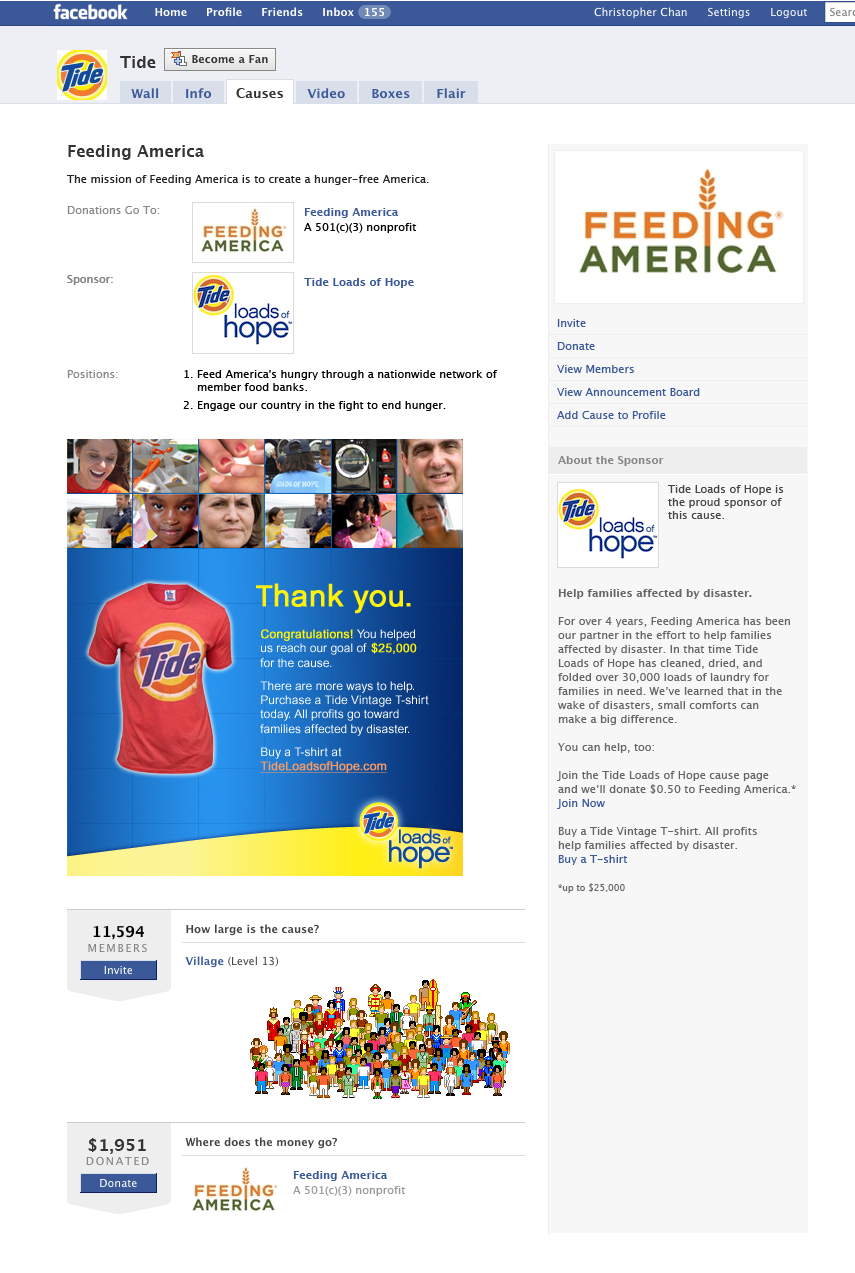 facebook Home Profile Friends Inbox 155 Christopher Chan Settings Logout Sear
Tide
Tide Become a Fan
Wall Info Causes Video Boxes Flair
Feeding America
The mission of Feeding America is to create a hunger-free America.
Donations Go To:
FEEDING
AMERICA
Feeding America
A 501(c)(3) nonprofit
Sponsor:
Tide
loads of
hope™
Tide Loads of Hope
Positions:
1. Feed America's hungry through a nationwide network of
member food banks.
2. Engage our country in the fight to end hunger.
LOADS OF HOPE
Tide
Thank you.
Congratulations! You helped
us reach our goal of $25,000
for the cause.
There are more ways to help.
Purchase a Tide Vintage T-shirt
today. All profits go toward
families affected by disaster.
Buy a T-shirt at
TideLoadsofHope.com
Tide
loads of
hope™
11,594
MEMBERS
Invite
How large is the cause?
Village (Level 13)
$1,951
DONATED
Donate
Where does the money go?
FEEDING
AMERICA
Feeding America
A 501(c)(3) nonprofit
FEEDING®
AMERICA
Invite
Donate
View Members
View Announcement Board
Add Cause to Profile
About the Sponsor
Tide
loads of
hope™
Tide Loads of Hope is
the proud sponsor of
this cause.
Help families affected by disaster.
For over 4 years, Feeding America has been
our partner in the effort to help families
affected by disaster. In that time Tide
Loads of Hope has cleaned, dried, and
folded over 30,000 loads of laundry for
families in need. We've learned that in the
wake of disasters, small comforts can
make a big difference.
You can help, too:
Join the Tide Loads of Hope cause page
and we'll donate $0.50 to Feeding America.*
Join Now
Buy a Tide Vintage T-shirt. All profits
help families affected by disaster.
Buy a T-shirt
*up to $25,000